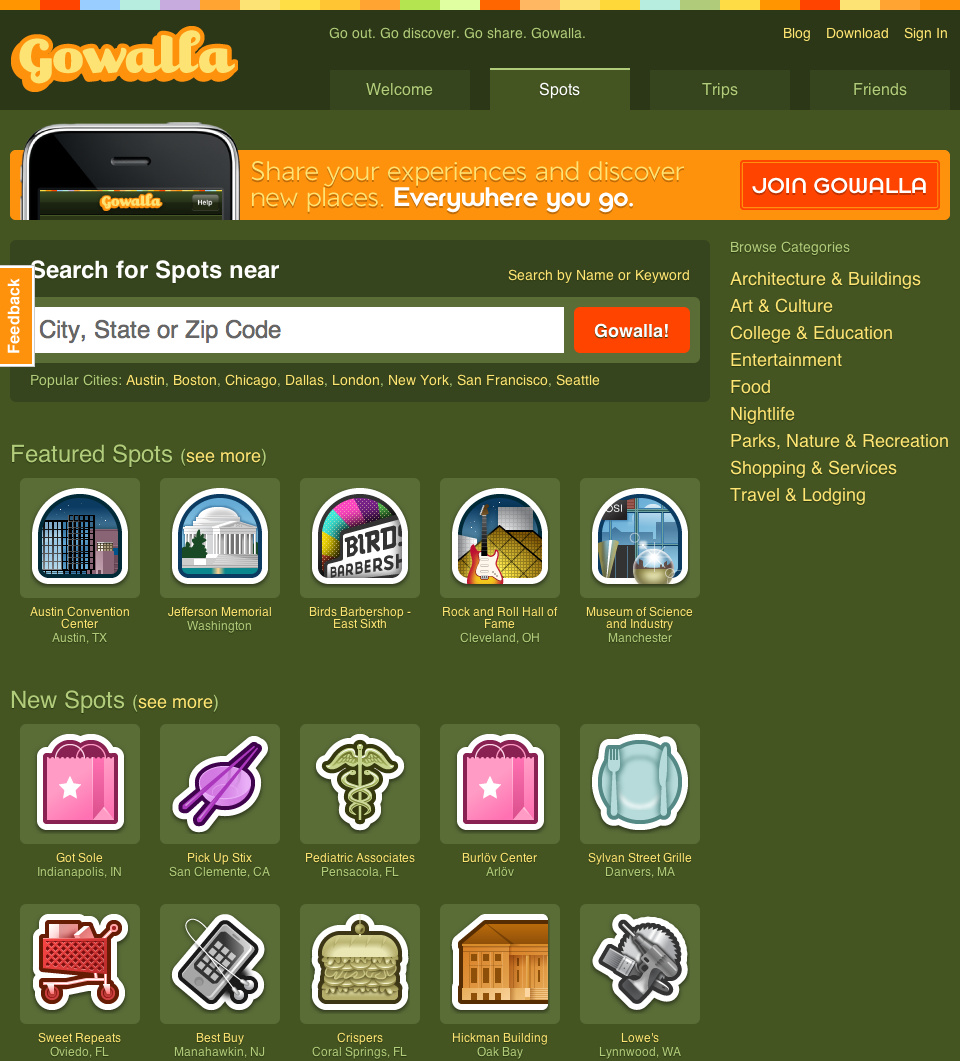 Gowalla
Go out. Go discover. Go share. Gowalla.
Blog Download Sign In
Welcome Spots Trips Friends
Gowalla Help
Share your experiences and discover
new places. Everywhere you go.
JOIN GOWALLA
Feedback
Search for Spots near
Search by Name or Keyword
City, State or Zip Code
Gowalla!
Popular Cities: Austin, Boston, Chicago, Dallas, London, New York, San Francisco, Seattle
Browse Categories
Architecture & Buildings
Art & Culture
College & Education
Entertainment
Food
Nightlife
Parks, Nature & Recreation
Shopping & Services
Travel & Lodging
Featured Spots (see more)
BIRD
BARBERSH
OSI
Austin Convention
Center
Austin, TX
Jefferson Memorial
Washington
Birds Barbershop -
East Sixth
Rock and Roll Hall of
Fame
Cleveland, OH
Museum of Science
and Industry
Manchester
New Spots (see more)
Got Sole
Indianapolis, IN
Pick Up Stix
San Clemente, CA
Pediatric Associates
Pensacola, FL
Burlöv Center
Arlöv
Sylvan Street Grille
Danvers, MA
Sweet Repeats
Oviedo, FL
Best Buy
Manahawkin, NJ
Crispers
Coral Springs, FL
Hickman Building
Oak Bay
Lowe's
Lynnwood, WA